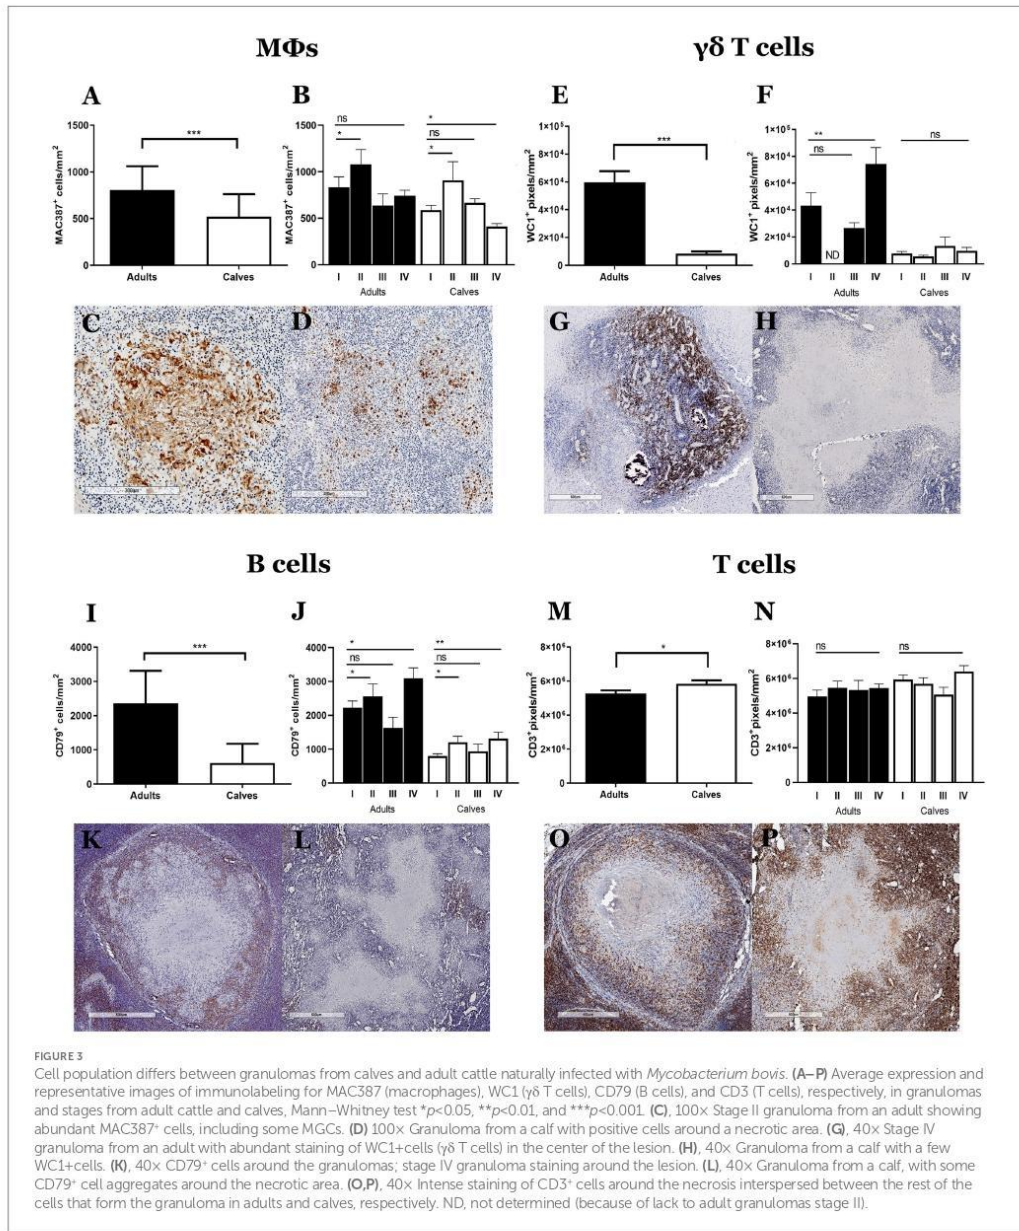 MΦs
γδ T cells
A
B
E
F
MAC387⁺ cells/mm²
1500
1000
500
0
***
Adults
Calves
MAC387⁺ cells/mm²
1500
1000
500
0
ns
*
*
ns
*
I II III IV I II III IV
Adults
Calves
WC1⁺ pixels/mm²
1×10⁵
8×10⁴
6×10⁴
4×10⁴
2×10⁴
0
***
Adults
Calves
WC1⁺ pixels/mm²
1×10⁵
8×10⁴
6×10⁴
4×10⁴
2×10⁴
0
**
ns
ns
ND
I II III IV I II III IV
Adults
Calves
C
D
G
H
B cells
T cells
I
J
M
N
CD79⁺ cells/mm²
4000
3000
2000
1000
0
***
Adults
Calves
CD79⁺ cells/mm²
4000
3000
2000
1000
0
*
ns
*
**
ns
*
I II III IV I II III IV
Adults
Calves
CD3⁺pixels/mm²
8×10⁶
6×10⁶
4×10⁶
2×10⁶
0
*
Adults
Calves
CD3⁺pixels/mm²
8×10⁶
6×10⁶
4×10⁶
2×10⁶
0
ns
ns
I II III IV I II III IV
Adults
Calves
K
L
O
P
FIGURE 3
Cell population differs between granulomas from calves and adult cattle naturally infected with Mycobacterium bovis. (A–P) Average expression and
representative images of immunolabeling for MAC387 (macrophages), WC1 (γδ T cells), CD79 (B cells), and CD3 (T cells), respectively, in granulomas
and stages from adult cattle and calves, Mann–Whitney test *p<0.05, **p<0.01, and ***p<0.001. (C), 100× Stage II granuloma from an adult showing
abundant MAC387⁺ cells, including some MGCs. (D) 100× Granuloma from a calf with positive cells around a necrotic area. (G), 40× Stage IV
granuloma from an adult with abundant staining of WC1+cells (γδ T cells) in the center of the lesion. (H), 40× Granuloma from a calf with a few
WC1+cells. (K), 40× CD79⁺ cells around the granulomas; stage IV granuloma staining around the lesion. (L), 40× Granuloma from a calf, with some
CD79⁺ cell aggregates around the necrotic area. (O,P), 40× Intense staining of CD3⁺ cells around the necrosis interspersed between the rest of the
cells that form the granuloma in adults and calves, respectively. ND, not determined (because of lack to adult granulomas stage II).